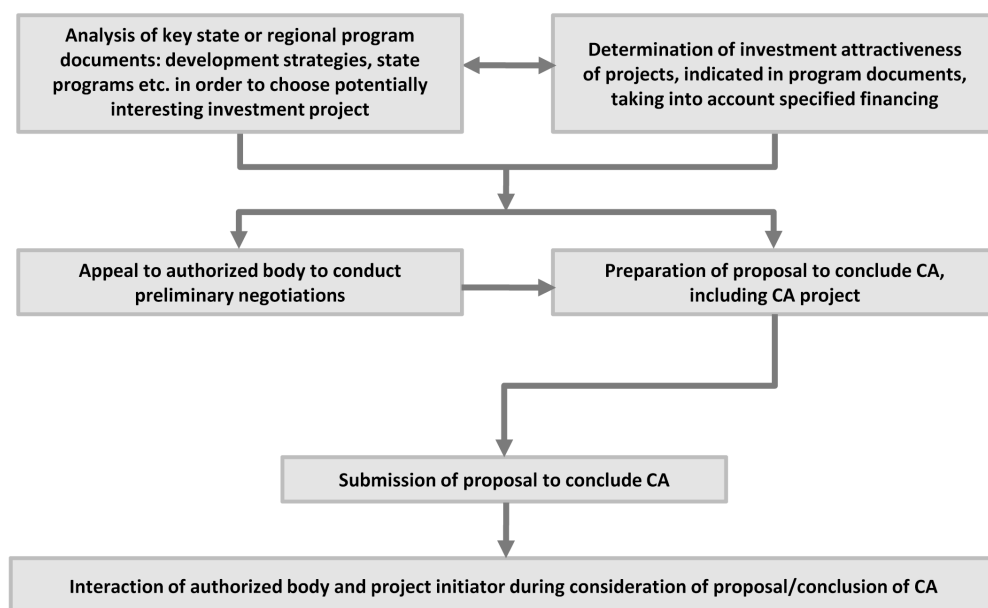 Analysis of key state or regional program
documents: development strategies, state
programs etc. in order to choose potentially
interesting investment project
Determination of investment attractiveness
of projects, indicated in program documents,
taking into account specified financing
Appeal to authorized body to conduct
preliminary negotiations
Preparation of proposal to conclude CA,
including CA project
Submission of proposal to conclude CA
Interaction of authorized body and project initiator during consideration of proposal/conclusion of CA